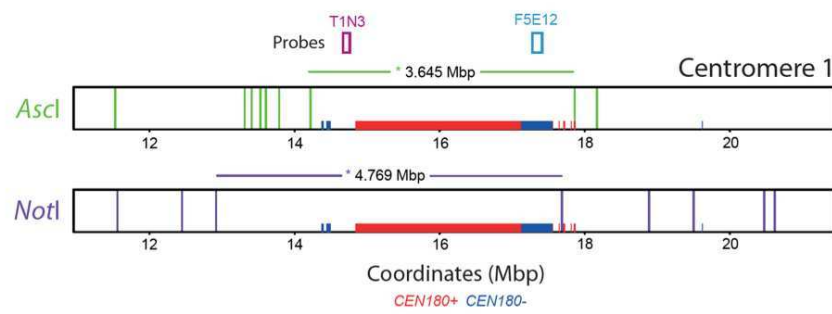 T1N3 F5E12
Probes
* 3.645 Mbp Centromere 1
AscI
12 14 16 18 20
* 4.769 Mbp
NotI
12 14 16 18 20
Coordinates (Mbp)
CEN180+ CEN180-